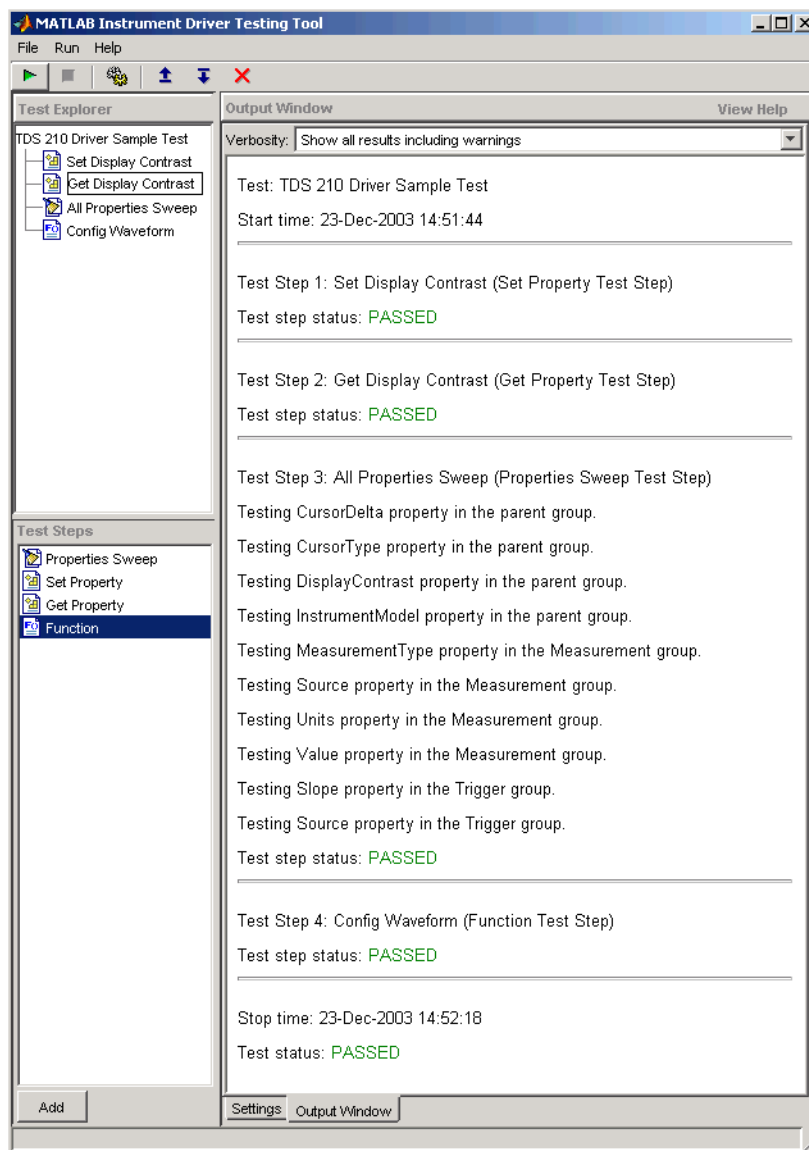 MATLAB Instrument Driver Testing Tool
File Run Help
Test Explorer
TDS 210 Driver Sample Test
Set Display Contrast
Get Display Contrast
All Properties Sweep
Config Waveform
Test Steps
Properties Sweep
Set Property
Get Property
Function
Add
Output Window View Help
Verbosity: Show all results including warnings
Test: TDS 210 Driver Sample Test
Start time: 23-Dec-2003 14:51:44
Test Step 1: Set Display Contrast (Set Property Test Step)
Test step status: PASSED
Test Step 2: Get Display Contrast (Get Property Test Step)
Test step status: PASSED
Test Step 3: All Properties Sweep (Properties Sweep Test Step)
Testing CursorDelta property in the parent group.
Testing CursorType property in the parent group.
Testing DisplayContrast property in the parent group.
Testing InstrumentModel property in the parent group.
Testing MeasurementType property in the Measurement group.
Testing Source property in the Measurement group.
Testing Units property in the Measurement group.
Testing Value property in the Measurement group.
Testing Slope property in the Trigger group.
Testing Source property in the Trigger group.
Test step status: PASSED
Test Step 4: Config Waveform (Function Test Step)
Test step status: PASSED
Stop time: 23-Dec-2003 14:52:18
Test status: PASSED
Settings Output Window